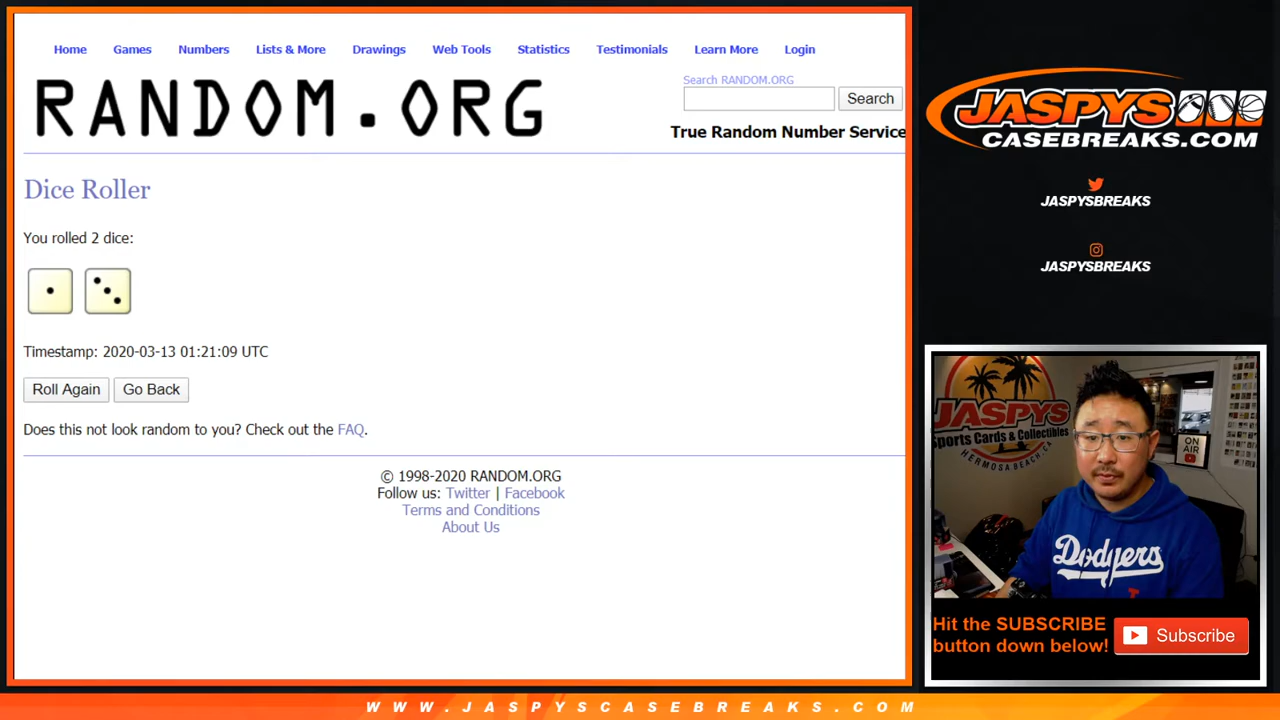 Home Games Numbers Lists & More Drawings Web Tools Statistics Testimonials Learn More Login
RANDOM.ORG
Search RANDOM.ORG
Search
True Random Number Service
Dice Roller
You rolled 2 dice:
Timestamp: 2020-03-13 01:21:09 UTC
Roll Again Go Back
Does this not look random to you? Check out the FAQ.
© 1998-2020 RANDOM.ORG
Follow us: Twitter | Facebook
Terms and Conditions
About Us
JASPYS
CASEBREAKS.COM
JASPYSBREAKS
JASPYSBREAKS
JASPYS
Sports Cards & Collectibles
HERMOSA BEACH, CA
ON
AIR
Dodgers
Hit the SUBSCRIBE
button down below!
Subscribe
WWW.JASPYSCASEBREAKS.COM